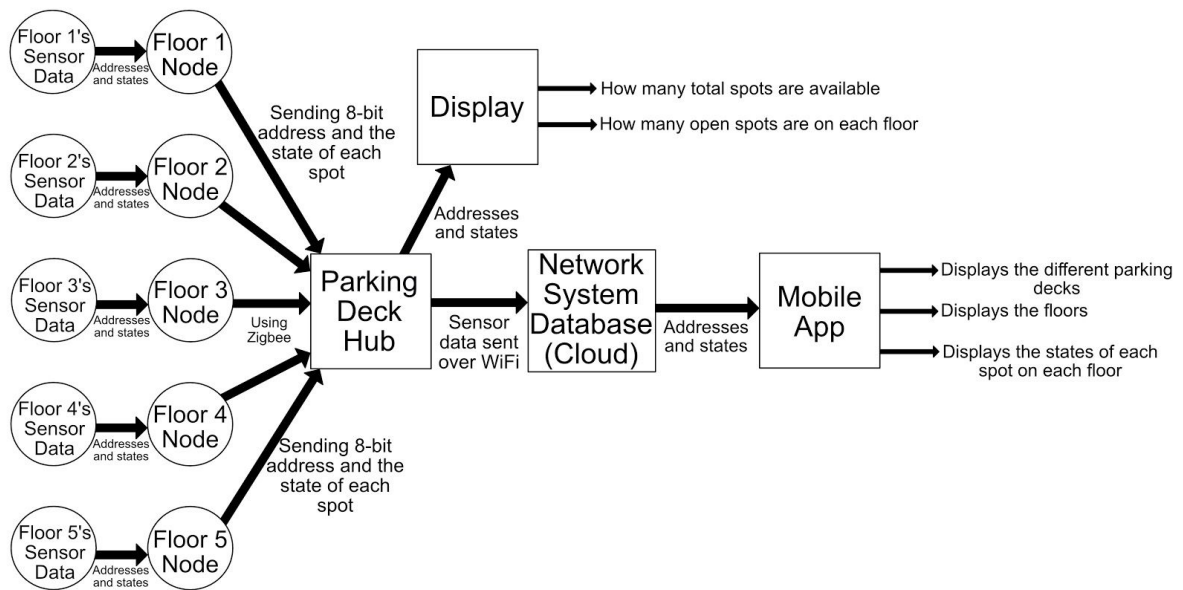 Floor 1's
Sensor
Data
Addresses
and states
Floor 1
Node
Sending 8-bit
address and the
state of each
spot
Floor 2's
Sensor
Data
Addresses
and states
Floor 2
Node
Floor 3's
Sensor
Data
Addresses
and states
Floor 3
Node
Using
Zigbee
Floor 4's
Sensor
Data
Addresses
and states
Floor 4
Node
Floor 5's
Sensor
Data
Addresses
and states
Floor 5
Node
Sending 8-bit
address and the
state of each
spot
Parking
Deck
Hub
Addresses
and states
Display
How many total spots are available
How many open spots are on each floor
Sensor
data sent
over WiFi
Network
System
Database
(Cloud)
Addresses
and states
Mobile
App
Displays the different parking
decks
Displays the floors
Displays the states of each
spot on each floor